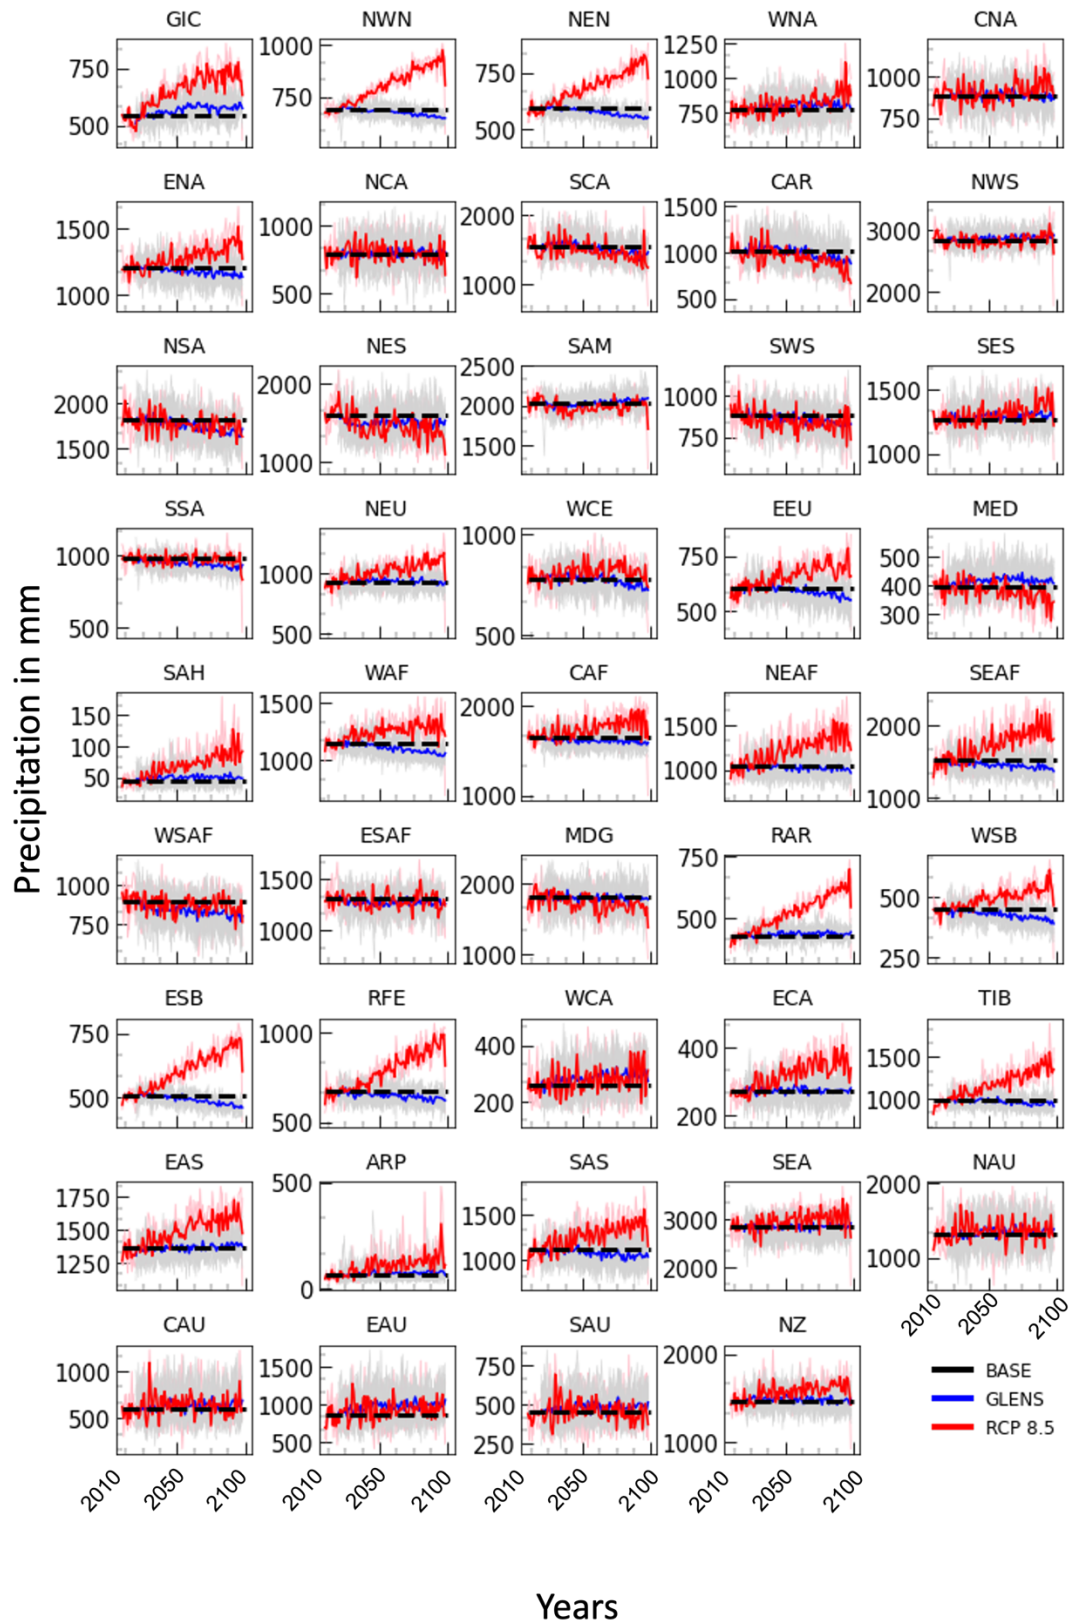 Precipitation in mm
GIC NWN NEN WNA CNA
750 500
1000 750
750 500
1250 1000 750
1000 750
ENA NCA SCA CAR NWS
1500 1000
1000 500
2000 1000
1500 1000 500
3000 2000
NSA NES SAM SWS SES
2000 1500
2000 1000
2500 2000 1500
1000 750
1500 1000
SSA NEU WCE EEU MED
1000 500
1000 500
1000 500
750 500
500 400 300
SAH WAF CAF NEAF SEAF
150 100 50
1500 1000
2000 1000
1500 1000
2000 1000
WSAF ESAF MDG RAR WSB
1000 750
1500 1000
2000 1000
750 500
500 250
ESB RFE WCA ECA TIB
750 500
1000 500
400 200
400 200
1500 1000
EAS ARP SAS SEA NAU
1750 1500 1250
500 0
1500 1000
3000 2000
2000 1000
2010 2050 2100
CAU EAU SAU NZ
1000 500
1500 1000 500
750 500 250
2000 1000
BASE
GLENS
RCP 8.5
2010 2050 2100 2010 2050 2100 2010 2050 2100 2010 2050 2100
Years